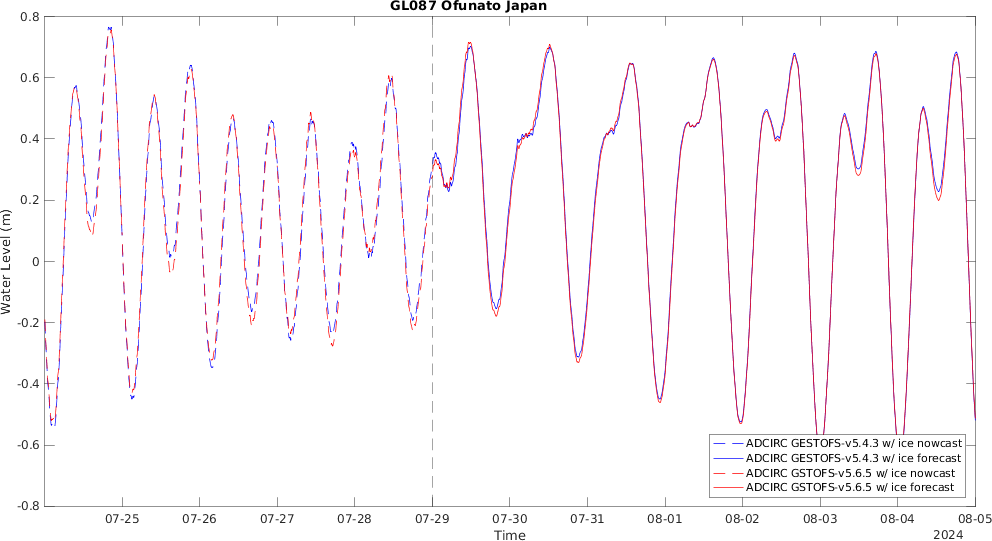 GL087 Ofunato Japan
0.8
0.6
0.4
0.2
0
-0.2
-0.4
-0.6
-0.8
Water Level (m)
ADCIRC GESTOFS-v5.4.3 w/ ice nowcast
ADCIRC GESTOFS-v5.4.3 w/ ice forecast
ADCIRC GSTOFS-v5.6.5 w/ ice nowcast
ADCIRC GSTOFS-v5.6.5 w/ ice forecast
07-25 07-26 07-27 07-28 07-29 07-30 07-31 08-01 08-02 08-03 08-04 08-05
Time
2024